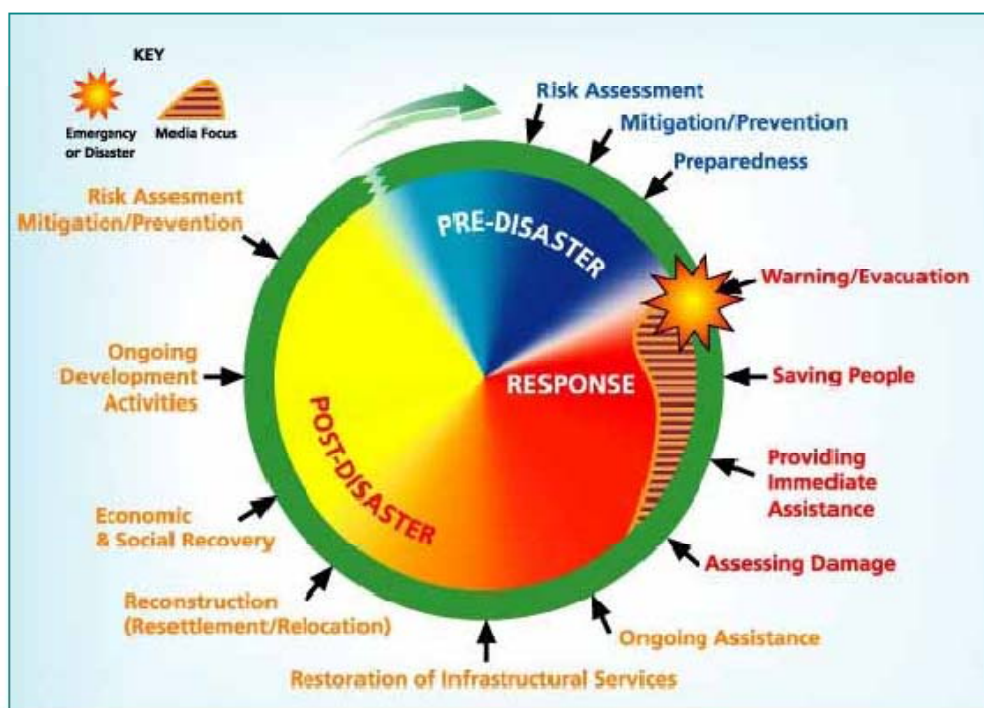 KEY
Emergency
or Disaster
Media Focus
Risk Assessment
Mitigation/Prevention
Preparedness
Warning/Evacuation
Saving People
Providing
Immediate
Assistance
Assessing Damage
Ongoing Assistance
Restoration of Infrastructural Services
Reconstruction
(Resettlement/Relocation)
Economic
& Social Recovery
Ongoing
Development
Activities
Risk Assesment
Mitigation/Prevention
PRE-DISASTER
RESPONSE
POST-DISASTER